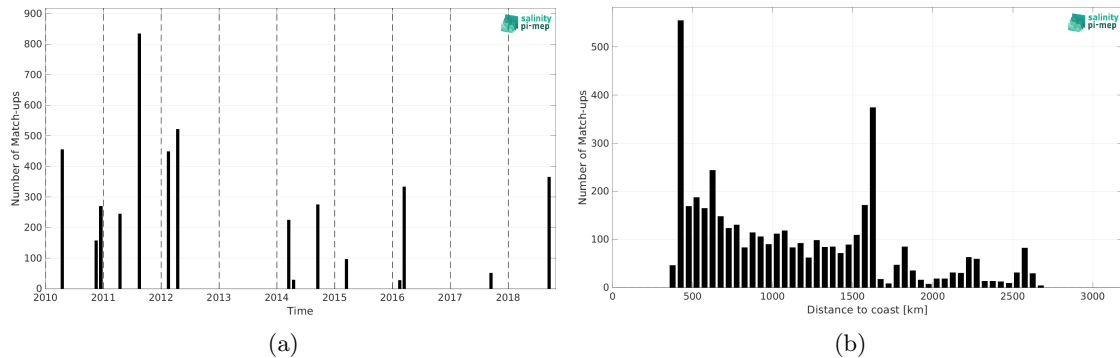 900
800
700
600
500
400
300
200
100
0
Number of Match-ups
2010 2011 2012 2013 2014 2015 2016 2017 2018
Time
salinity
pi-mep
(a)
500
400
300
200
100
0
Number of Match-ups
0 500 1000 1500 2000 2500 3000
Distance to coast [km]
salinity
pi-mep
(b)